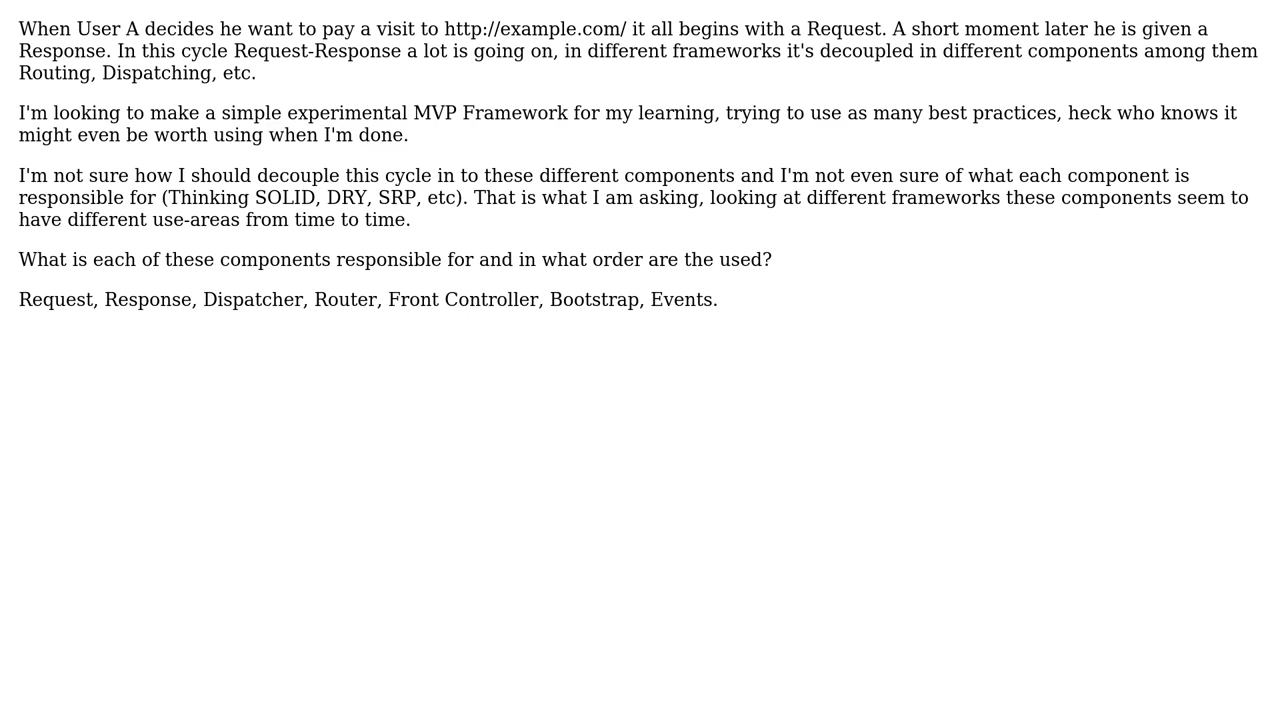 When User A decides he want to pay a visit to http://example.com/ it all begins with a Request. A short moment later he is given a
Response. In this cycle Request-Response a lot is going on, in different frameworks it's decoupled in different components among them
Routing, Dispatching, etc.
I'm looking to make a simple experimental MVP Framework for my learning, trying to use as many best practices, heck who knows it
might even be worth using when I'm done.
I'm not sure how I should decouple this cycle in to these different components and I'm not even sure of what each component is
responsible for (Thinking SOLID, DRY, SRP, etc). That is what I am asking, looking at different frameworks these components seem to
have different use-areas from time to time.
What is each of these components responsible for and in what order are the used?
Request, Response, Dispatcher, Router, Front Controller, Bootstrap, Events.